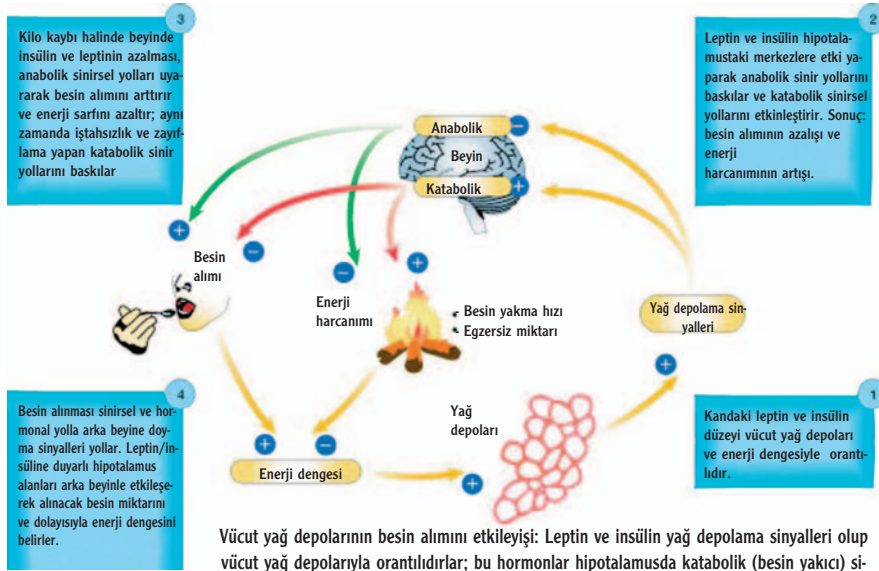 3
Kilo kaybı halinde beyinde
insülin ve leptinin azalması,
anabolik sinirsel yolları uya-
rarak besin alımını arttırır
ve enerji sarfını azaltır; aynı
zamanda iştahsızlık ve zayıf-
lama yapan katabolik sinir
yollarını baskılar
2
Leptin ve insülin hipotala-
mustaki merkezlere etki ya-
parak anabolik sinir yollarını
baskılar ve katabolik sinirsel
yollarını etkinleştirir. Sonuç:
besin alımının azalışı ve
enerji
harcanımının artışı.
Anabolik
−
Beyin
Katabolik
+
+
−
Besin
alımı
−
+
Enerji
harcanımı
Besin yakma hızı
Egzersiz miktarı
Yağ depolama sin-
yalleri
+
4
Besin alınması sinirsel ve hor-
monal yolla arka beyine doy-
ma sinyalleri yollar. Leptin/in-
süline duyarlı hipotalamus
alanları arka beyinle etkileşe-
rek alınacak besin miktarını
ve dolayısıyla enerji dengesini
belirler.
+
−
Enerji dengesi
+
Yağ
depoları
1
Kandaki leptin ve insülin
düzeyi vücut yağ depoları
ve enerji dengesiyle orantı-
lıdır.
Vücut yağ depolarının besin alımını etkileyişi: Leptin ve insülin yağ depolama sinyalleri olup
vücut yağ depolarıyla orantılıdırlar; bu hormonlar hipotalamusda katabolik (besin yakıcı) si-